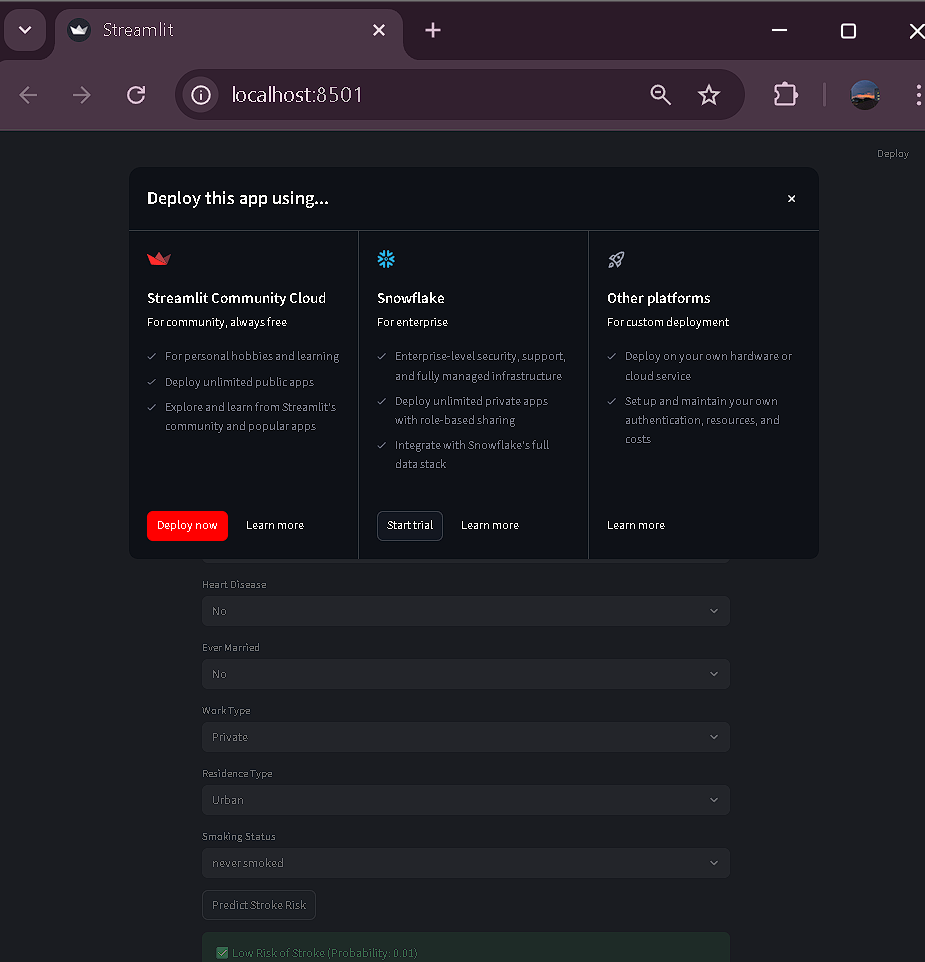 Streamlit
localhost:8501
Deploy
Deploy this app using...
Streamlit Community Cloud
For community, always free
For personal hobbies and learning
Deploy unlimited public apps
Explore and learn from Streamlit's
community and popular apps
Deploy now
Learn more
Snowflake
For enterprise
Enterprise-level security, support,
and fully managed infrastructure
Deploy unlimited private apps
with role-based sharing
Integrate with Snowflake's full
data stack
Start trial
Learn more
Other platforms
For custom deployment
Deploy on your own hardware or
cloud service
Set up and maintain your own
authentication, resources, and
costs
Learn more
Heart Disease
No
Ever Married
No
Work Type
Private
Residence Type
Urban
Smoking Status
never smoked
Predict Stroke Risk
Low Risk of Stroke (Probability: 0.01)